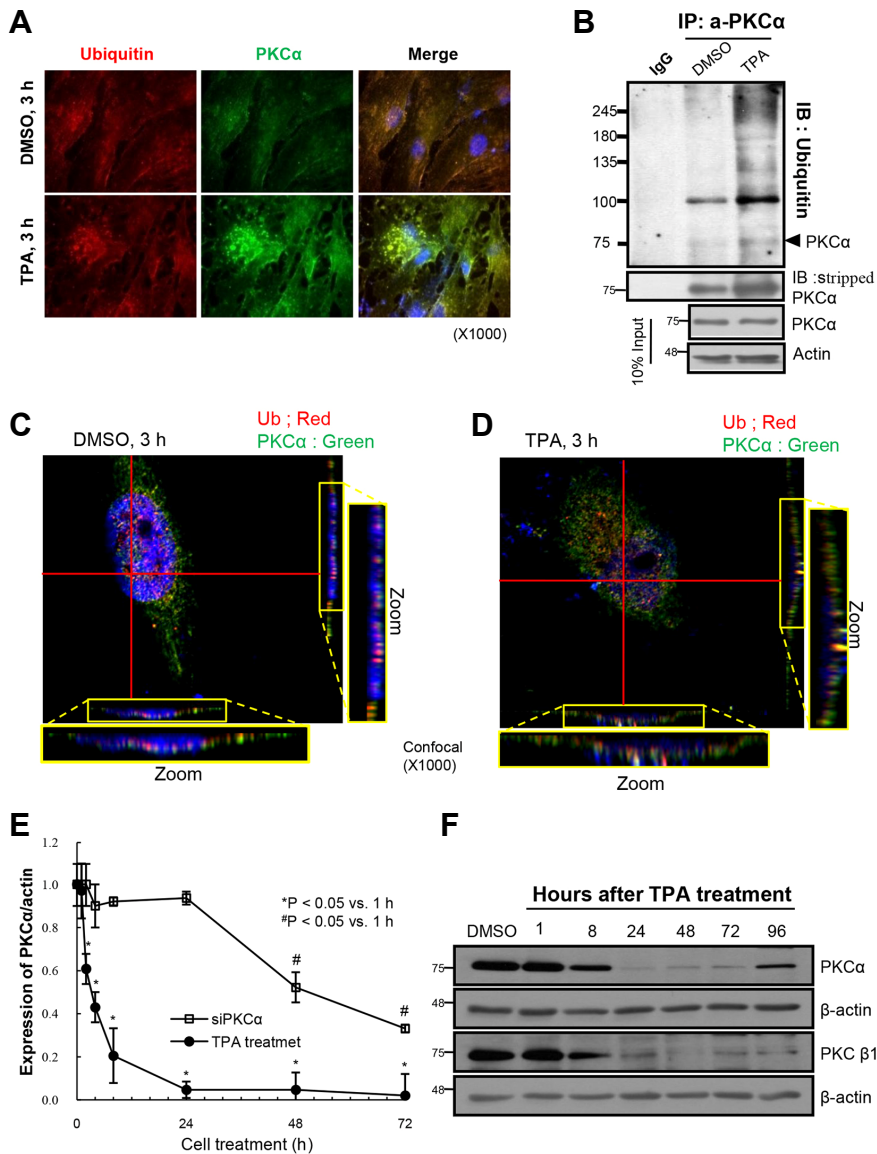 A
Ubiquitin PKCα Merge
DMSO, 3 h
TPA, 3 h
(X1000)
B
IP: a-PKCα
IgG DMSO TPA
245
180
135
100
75
IB : Ubiquitin
PKCα
75
IB :stripped
PKCα
10% Input
75
PKCα
48
Actin
C
DMSO, 3 h
Ub ; Red
PKCα : Green
Zoom
Zoom
Confocal
(X1000)
D
TPA, 3 h
Ub ; Red
PKCα : Green
Zoom
Zoom
E
Expression of PKCα/actin
1.2
1.0
0.8
0.6
0.4
0.2
0.0
0 24 48 72
Cell treatment (h)
*P < 0.05 vs. 1 h
#P < 0.05 vs. 1 h
siPKCα
TPA treatmet
#
#
*
*
*
*
*
*
F
Hours after TPA treatment
DMSO 1 8 24 48 72 96
75
PKCα
48
β-actin
75
PKC β1
48
β-actin